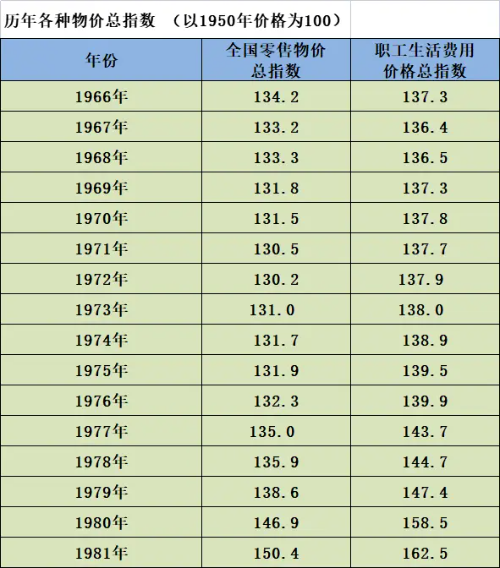 历年各种物价总指数 （以1950年价格为100）
年份 全国零售物价总指数 职工生活费用价格总指数
1966年 134.2 137.3
1967年 133.2 136.4
1968年 133.3 136.5
1969年 131.8 137.3
1970年 131.5 137.8
1971年 130.5 137.7
1972年 130.2 137.9
1973年 131.0 138.0
1974年 131.7 138.9
1975年 131.9 139.5
1976年 132.3 139.9
1977年 135.0 143.7
1978年 135.9 144.7
1979年 138.6 147.4
1980年 146.9 158.5
1981年 150.4 162.5